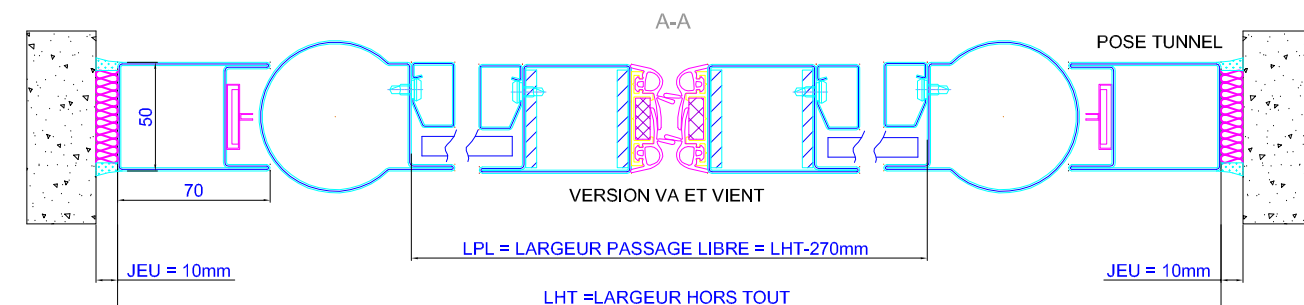 A-A
POSE TUNNEL
50
70
VERSION VA ET VIENT
LPL = LARGEUR PASSAGE LIBRE = LHT-270mm
JEU = 10mm
JEU = 10mm
LHT =LARGEUR HORS TOUT